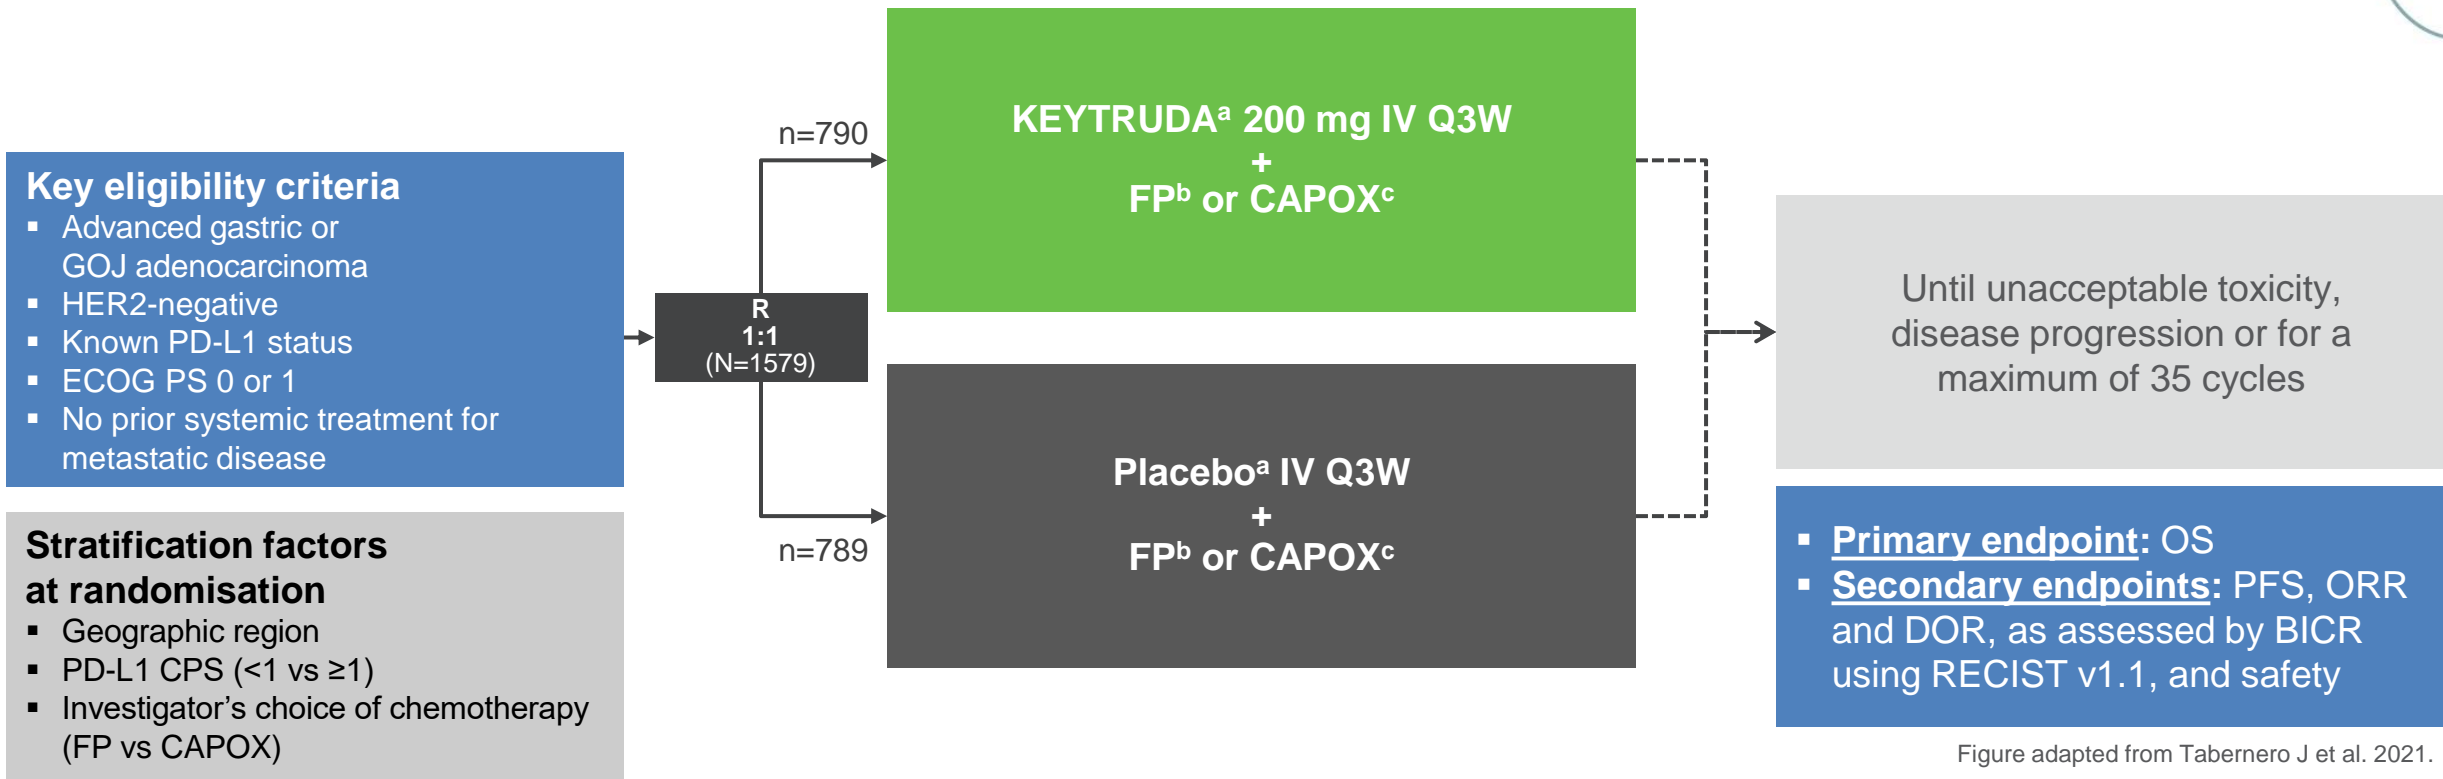 Key eligibility criteria
▪ Advanced gastric or
GOJ adenocarcinoma
▪ HER2-negative
▪ Known PD-L1 status
▪ ECOG PS 0 or 1
▪ No prior systemic treatment for
metastatic disease
Stratification factors
at randomisation
▪ Geographic region
▪ PD-L1 CPS (<1 vs ≥1)
▪ Investigator’s choice of chemotherapy
(FP vs CAPOX)
R
1:1
(N=1579)
n=790
KEYTRUDAᵃ 200 mg IV Q3W
+
FPᵇ or CAPOXᶜ
n=789
Placeboᵃ IV Q3W
+
FPᵇ or CAPOXᶜ
Until unacceptable toxicity,
disease progression or for a
maximum of 35 cycles
▪ Primary endpoint: OS
▪ Secondary endpoints: PFS, ORR
and DOR, as assessed by BICR
using RECIST v1.1, and safety
Figure adapted from Tabernero J et al. 2021.